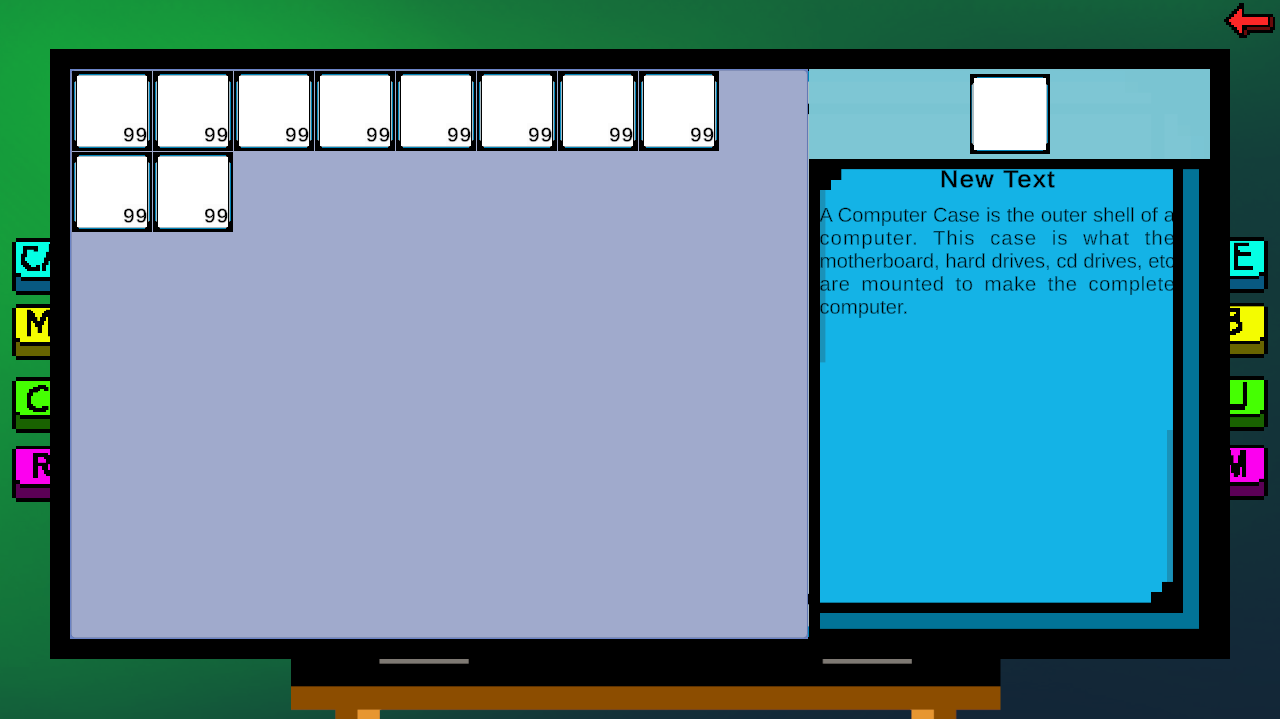 99 99 99 99 99 99 99 99
99 99
New Text
A Computer Case is the outer shell of a
computer. This case is what the
motherboard, hard drives, cd drives, etc
are mounted to make the complete
computer.
CA
E
M
B
C
U
R
M